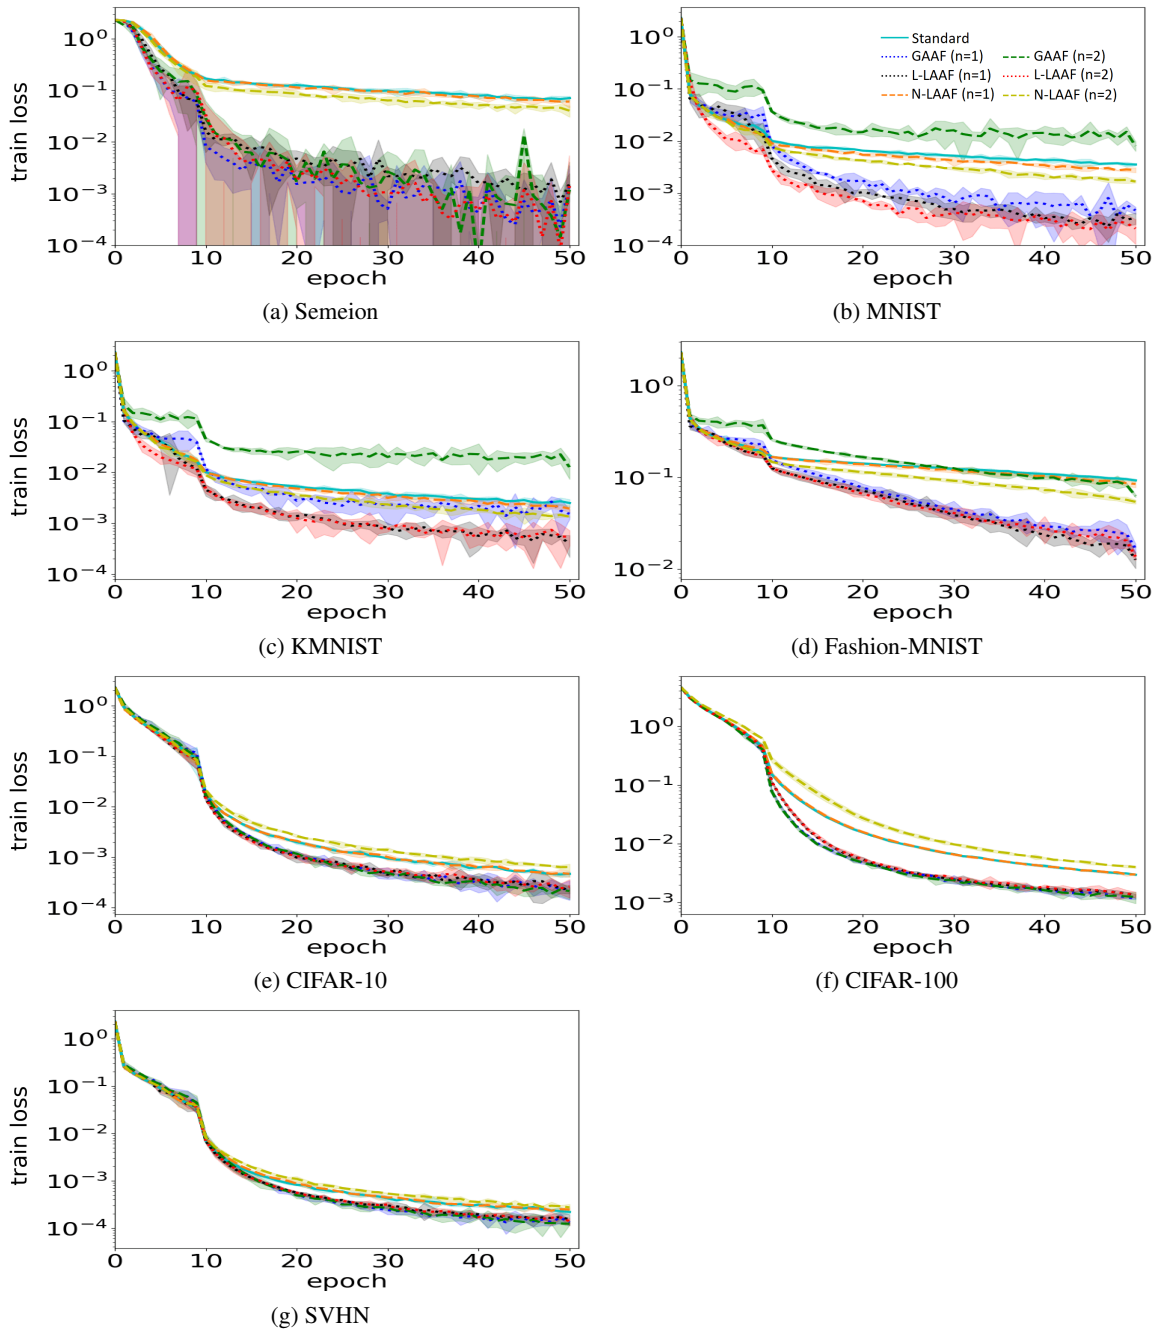 train loss
10⁰
10⁻¹
10⁻²
10⁻³
10⁻⁴
0 10 20 30 40 50
epoch
(a) Semeion
10⁰
10⁻¹
10⁻²
10⁻³
10⁻⁴
Standard
GAAF (n=1) GAAF (n=2)
L-LAAF (n=1) L-LAAF (n=2)
N-LAAF (n=1) N-LAAF (n=2)
0 10 20 30 40 50
epoch
(b) MNIST
train loss
10⁰
10⁻¹
10⁻²
10⁻³
10⁻⁴
0 10 20 30 40 50
epoch
(c) KMNIST
10⁰
10⁻¹
10⁻²
0 10 20 30 40 50
epoch
(d) Fashion-MNIST
train loss
10⁰
10⁻¹
10⁻²
10⁻³
10⁻⁴
0 10 20 30 40 50
epoch
(e) CIFAR-10
10⁰
10⁻¹
10⁻²
10⁻³
0 10 20 30 40 50
epoch
(f) CIFAR-100
train loss
10⁰
10⁻¹
10⁻²
10⁻³
10⁻⁴
0 10 20 30 40 50
epoch
(g) SVHN